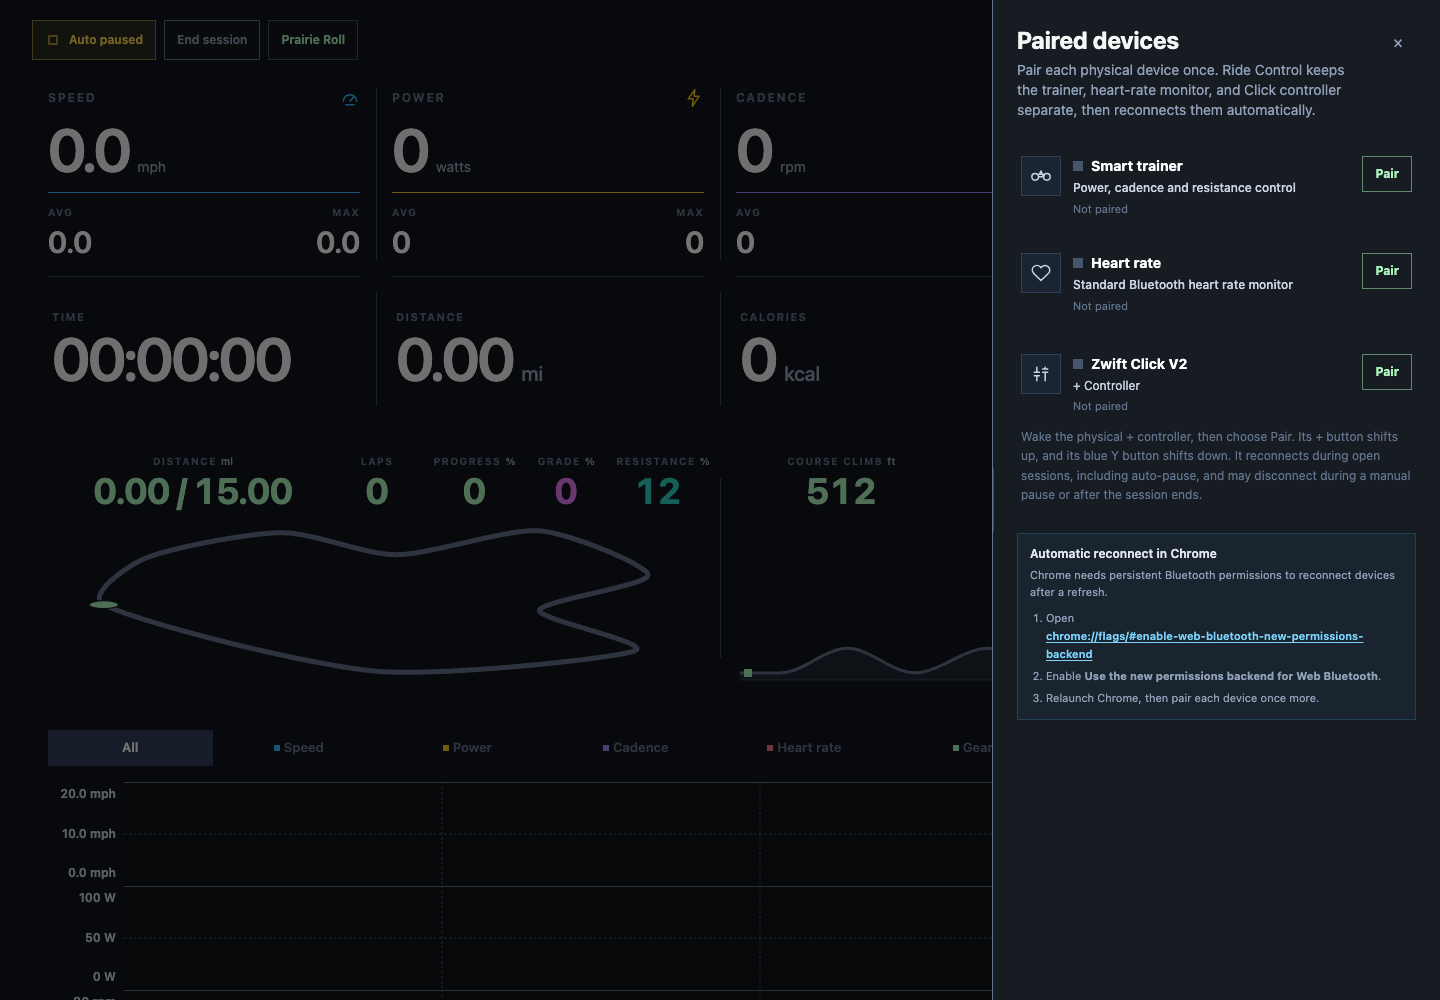 Auto paused
End session
Prairie Roll
SPEED
0.0 mph
AVG
MAX
0.0
0.0
POWER
0 watts
AVG
MAX
0
0
CADENCE
0 rpm
AVG
0
TIME
00:00:00
DISTANCE
0.00 mi
CALORIES
0 kcal
DISTANCE mi
0.00 / 15.00
LAPS
0
PROGRESS %
0
GRADE %
0
RESISTANCE %
12
COURSE CLIMB ft
512
All
Speed
Power
Cadence
Heart rate
Gear
20.0 mph
10.0 mph
0.0 mph
100 W
50 W
0 W
Paired devices
×
Pair each physical device once. Ride Control keeps
the trainer, heart-rate monitor, and Click controller
separate, then reconnects them automatically.
Smart trainer
Power, cadence and resistance control
Not paired
Pair
Heart rate
Standard Bluetooth heart rate monitor
Not paired
Pair
Zwift Click V2
+ Controller
Not paired
Pair
Wake the physical + controller, then choose Pair. Its + button shifts
up, and its blue Y button shifts down. It reconnects during open
sessions, including auto-pause, and may disconnect during a manual
pause or after the session ends.
Automatic reconnect in Chrome
Chrome needs persistent Bluetooth permissions to reconnect devices
after a refresh.
1. Open
chrome://flags/#enable-web-bluetooth-new-permissions-
backend
2. Enable Use the new permissions backend for Web Bluetooth.
3. Relaunch Chrome, then pair each device once more.